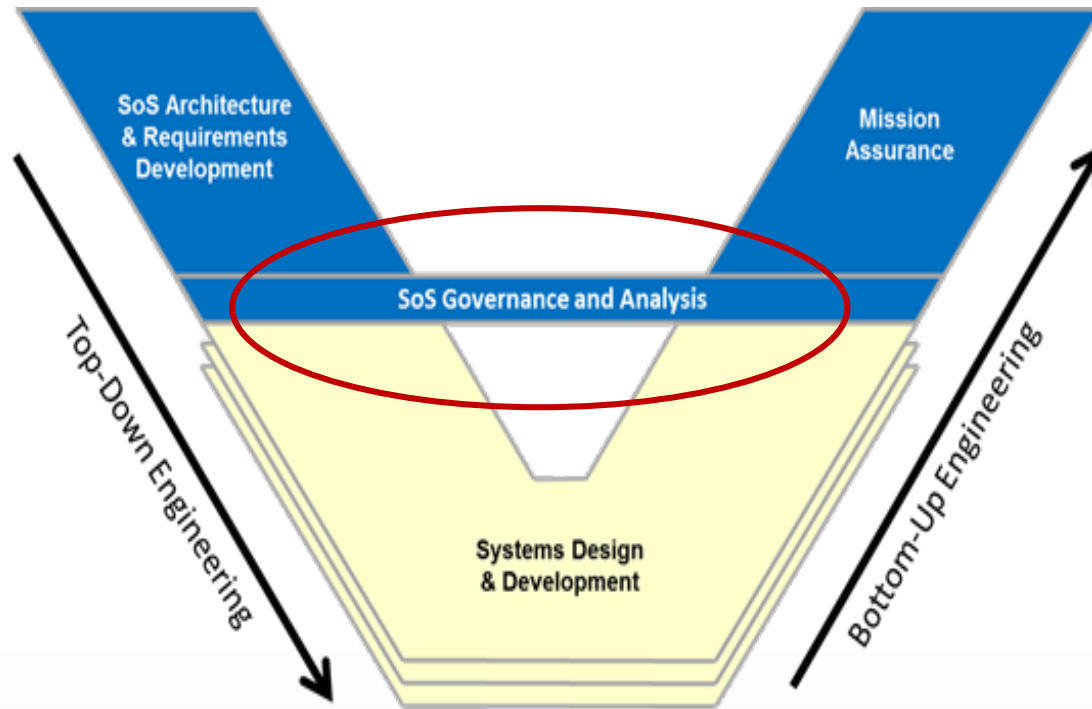 SoS Architecture
& Requirements
Development
Mission
Assurance
SoS Governance and Analysis
Top-Down Engineering
Bottom-Up Engineering
Systems Design
& Development